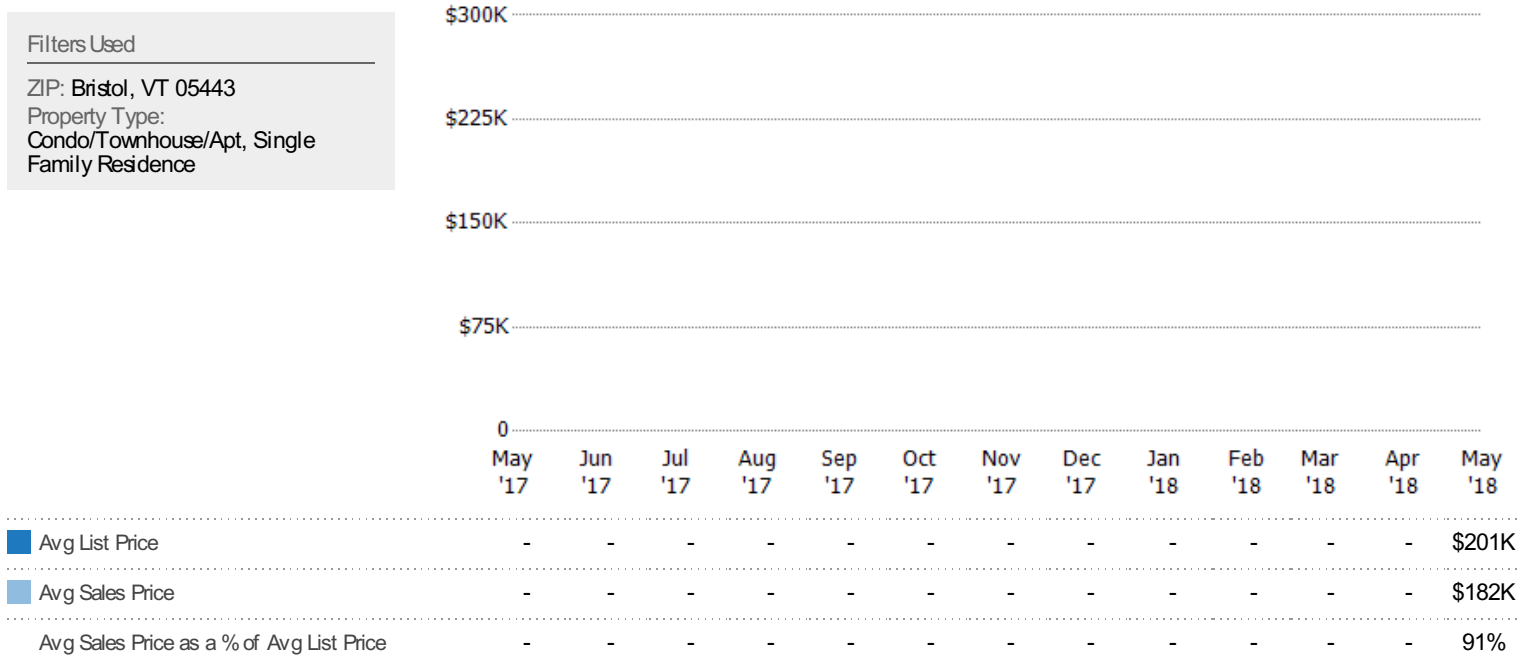 Filters Used
ZIP: Bristol, VT 05443
Property Type:
Condo/Townhouse/Apt, Single
Family Residence
$300K
$225K
$150K
$75K
0
May Jun Jul Aug Sep Oct Nov Dec Jan Feb Mar Apr May
'17 '17 '17 '17 '17 '17 '17 '17 '18 '18 '18 '18 '18
Avg List Price - - - - - - - - - - - - $201K
Avg Sales Price - - - - - - - - - - - - $182K
Avg Sales Price as a % of Avg List Price - - - - - - - - - - - - 91%